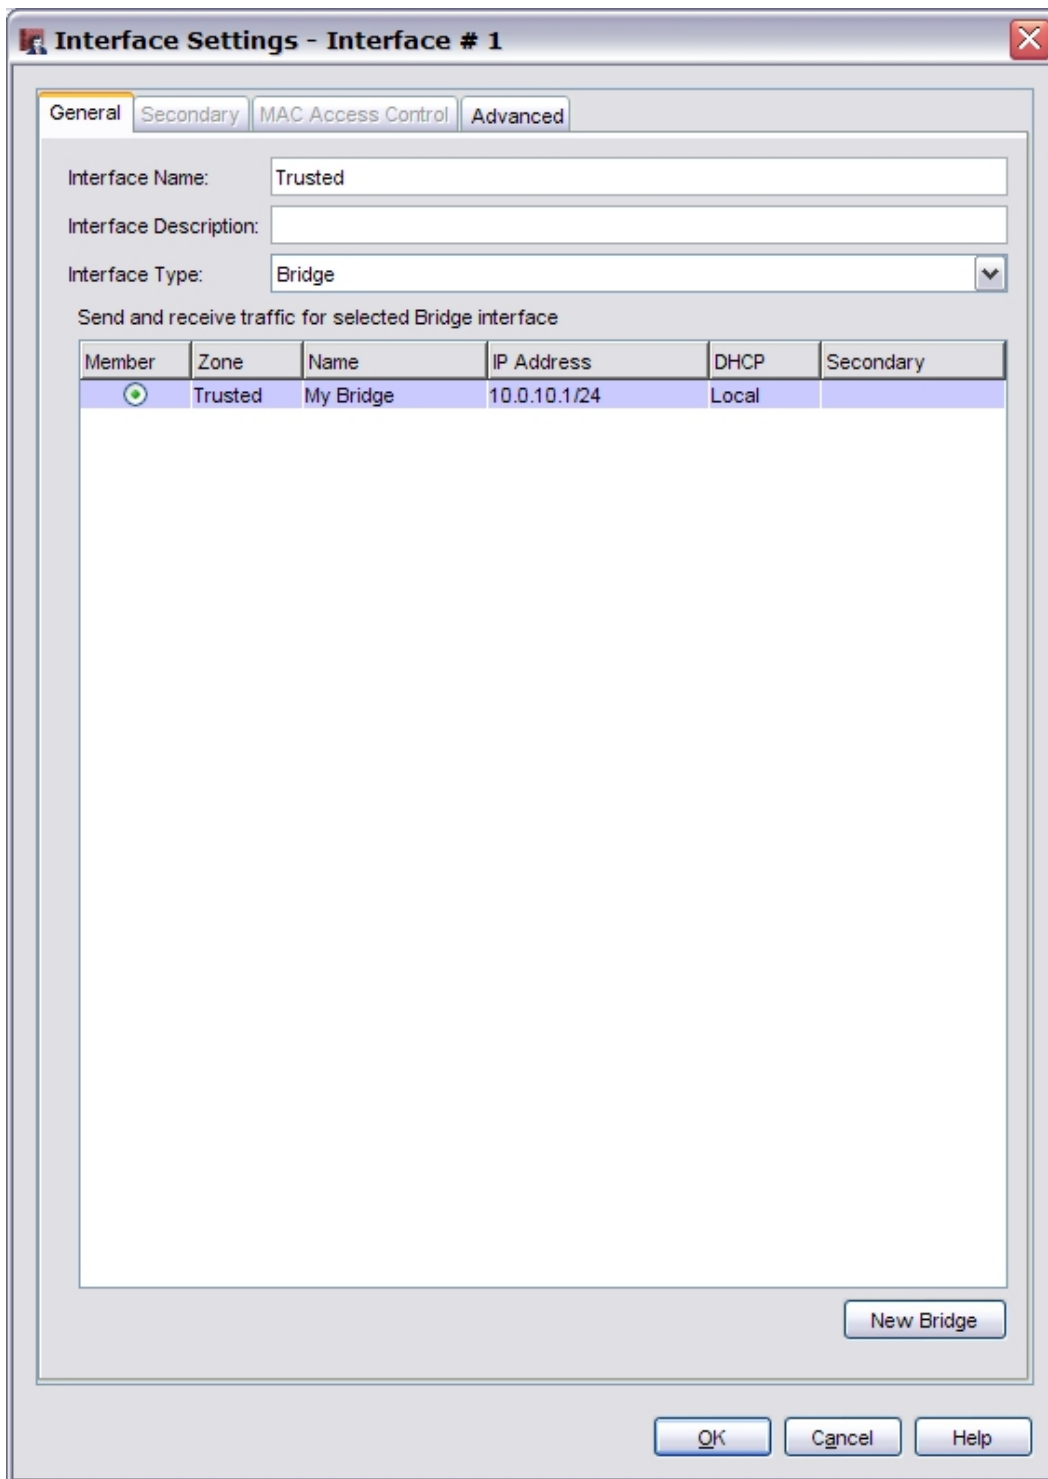 Interface Settings - Interface # 1
General Secondary MAC Access Control Advanced
Interface Name: Trusted
Interface Description:
Interface Type: Bridge
Send and receive traffic for selected Bridge interface
Member Zone Name IP Address DHCP Secondary
Trusted My Bridge 10.0.10.1/24 Local
New Bridge
OK Cancel Help